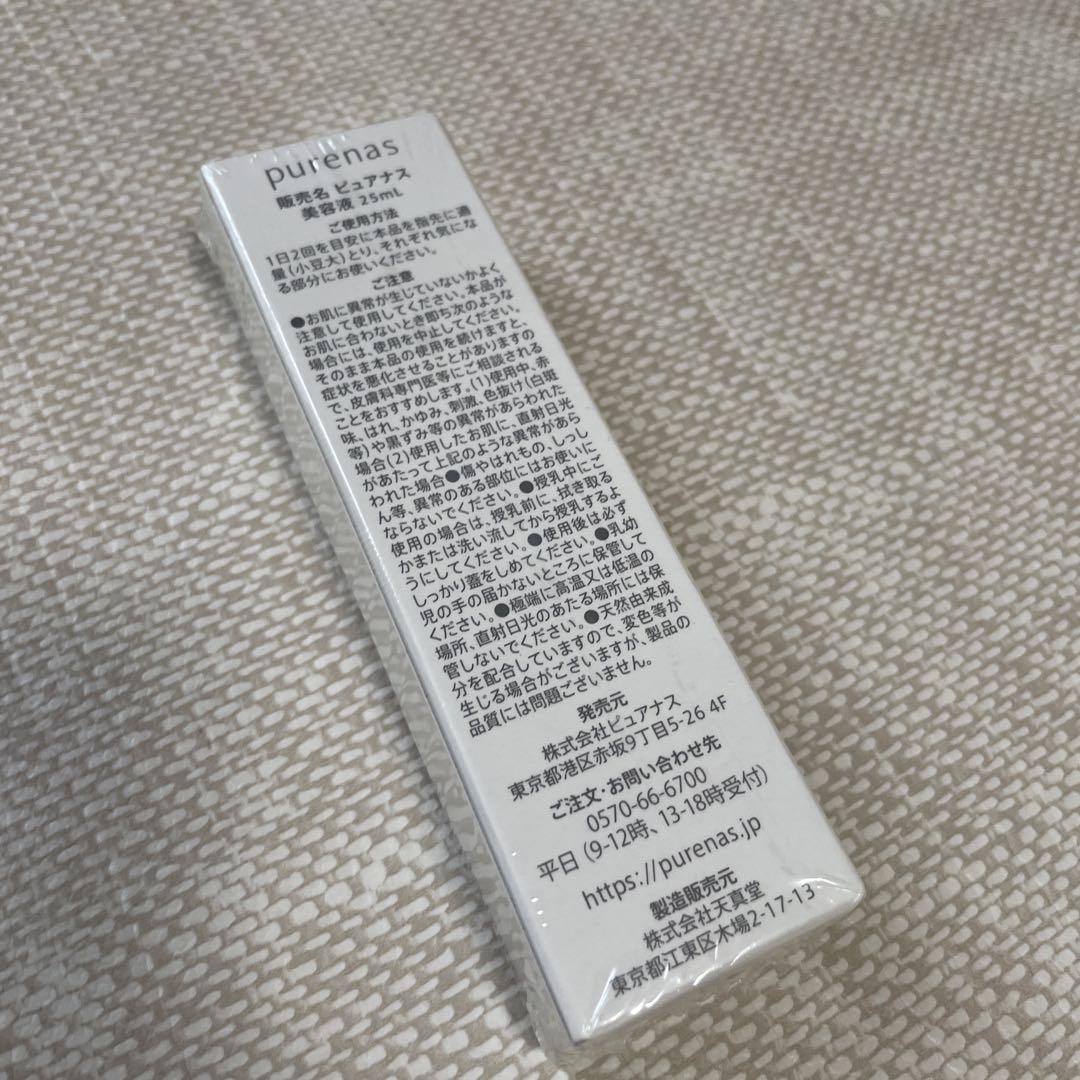 purenas
販売名 ピュアナス
美容液 25mL
ご使用方法
1日2回を目安に本品を指先に適
量(小豆大)とり、それぞれ気にな
る部分にお使いください。
ご注意
●お肌に異常が生じていないかよく
注意して使用してください。本品が
お肌に合わないとき即ち次のような
場合には、使用を中止してください。
そのまま本品の使用を続けますと、
症状を悪化させることがありますの
で、皮膚科専門医等にご相談される
ことをおすすめします。(1)使用中、赤
味、はれ、かゆみ、刺激、色抜け(白斑
等)や黒ずみ等の異常があらわれた
場合(2)使用したお肌に、直射日光
があたって上記のような異常があら
われた場合●傷やはれもの、しっし
ん等、異常のある部位にはお使いに
ならないでください。●授乳中にご
使用の場合は、授乳前に、拭き取る
かまたは洗い流してから授乳するよ
うにしてください。●使用後は必ず
しっかり蓋をしめてください。●乳幼
児の手の届かないところに保管して
ください。●極端に高温又は低温の
場所、直射日光のあたる場所には保
管しないでください。●天然由来成
分を配合していますので、変色等が
生じる場合がございますが、製品の
品質には問題ございません。
発売元
株式会社ピュアナス
東京都港区赤坂9丁目5-26 4F
ご注文・お問い合わせ先
0570-66-6700
平日(9-12時、13-18時受付)
https://purenas.jp
製造販売元
株式会社天真堂
東京都江東区木場2-17-13